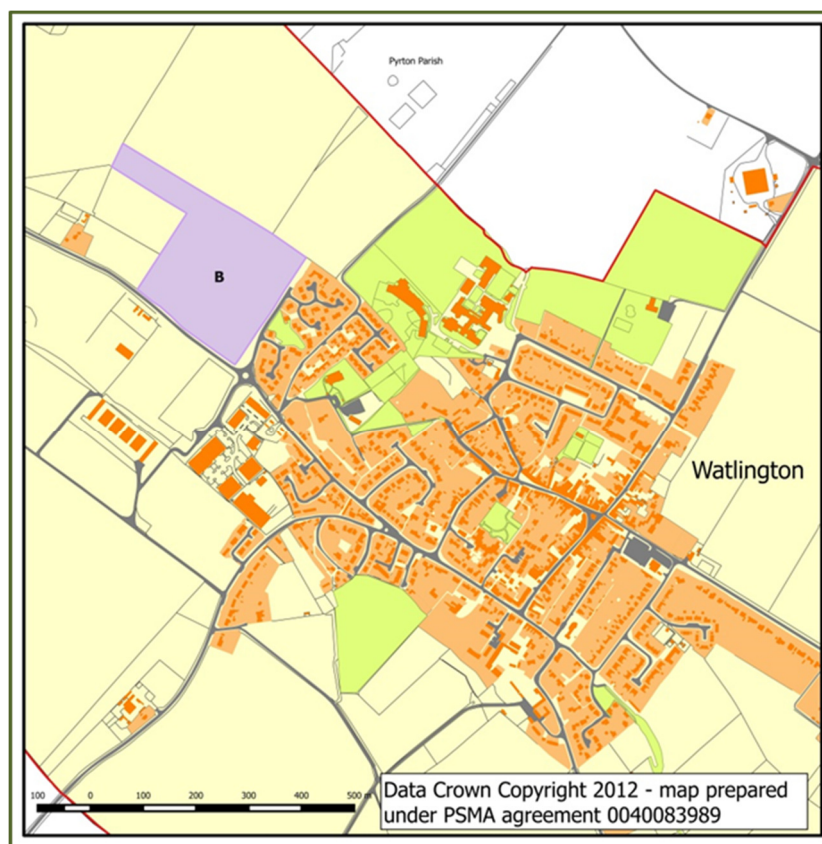 Pyrton Parish
B
Watlington
100 0 100 200 300 400 500 m
Data Crown Copyright 2012 - map prepared
under PSMA agreement 0040083989